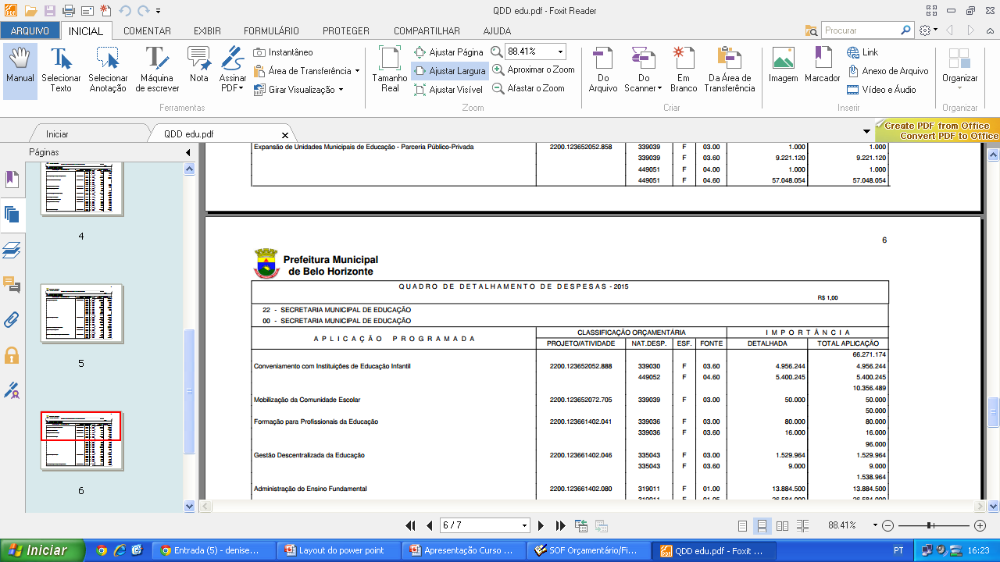 QDD edu.pdf - Foxit Reader
ARQUIVO INICIAL COMENTAR EXIBIR FORMULÁRIO PROTEGER COMPARTILHAR AJUDA Procurar
Manual Selecionar Texto Selecionar Anotação Máquina de escrever Nota Assinar PDF Instantâneo
Área de Transferência
Girar Visualização
Ferramentas
Tamanho Real Ajustar Página 88.41%
Ajustar Largura Aproximar o Zoom
Ajustar Visível Afastar o Zoom
Zoom
Do Arquivo Do Scanner Em Branco Da Área de Transferência
Criar
Imagem Marcador Link
Anexo de Arquivo
Vídeo e Áudio
Inserir
Organizar
Organizar
Iniciar QDD edu.pdf x
Create PDF from Office
Convert PDF to Office
Páginas
4
5
6
Expansão de Unidades Municipais de Educação - Parceria Público-Privada 2200.123652052.858 339039 F 03.00 1.000 1.000
339039 F 03.60 9.221.120 9.221.120
449051 F 04.00 1.000 1.000
449051 F 04.60 57.048.054 57.048.054
6
Prefeitura Municipal
de Belo Horizonte
QUADRO DE DETALHAMENTO DE DESPESAS - 2015
R$ 1,00
22 - SECRETARIA MUNICIPAL DE EDUCAÇÃO
00 - SECRETARIA MUNICIPAL DE EDUCAÇÃO
APLICAÇÃO PROGRAMADA CLASSIFICAÇÃO ORÇAMENTÁRIA IMPORTÂNCIA
PROJETO/ATIVIDADE NAT.DESP. ESF. FONTE DETALHADA TOTAL APLICAÇÃO
66.271.174
Conveniamento com Instituições de Educação Infantil 2200.123652052.888 339030 F 03.60 4.956.244 4.956.244
449052 F 04.60 5.400.245 5.400.245
10.356.489
Mobilização da Comunidade Escolar 2200.123652072.705 339039 F 03.00 50.000 50.000
50.000
Formação para Profissionais da Educação 2200.123661402.041 339036 F 03.00 80.000 80.000
339036 F 03.60 16.000 16.000
96.000
Gestão Descentralizada da Educação 2200.123661402.046 335043 F 03.00 1.529.964 1.529.964
335043 F 03.60 9.000 9.000
1.538.964
Administração do Ensino Fundamental 2200.123661402.080 319011 F 01.00 13.884.500 13.884.500
6 / 7 88.41%
Iniciar Entrada (5) - denise... Layout do power point Apresentação Curso ... SOF Orçamentário/Fi... QDD edu.pdf - Foxit ... PT 16:23